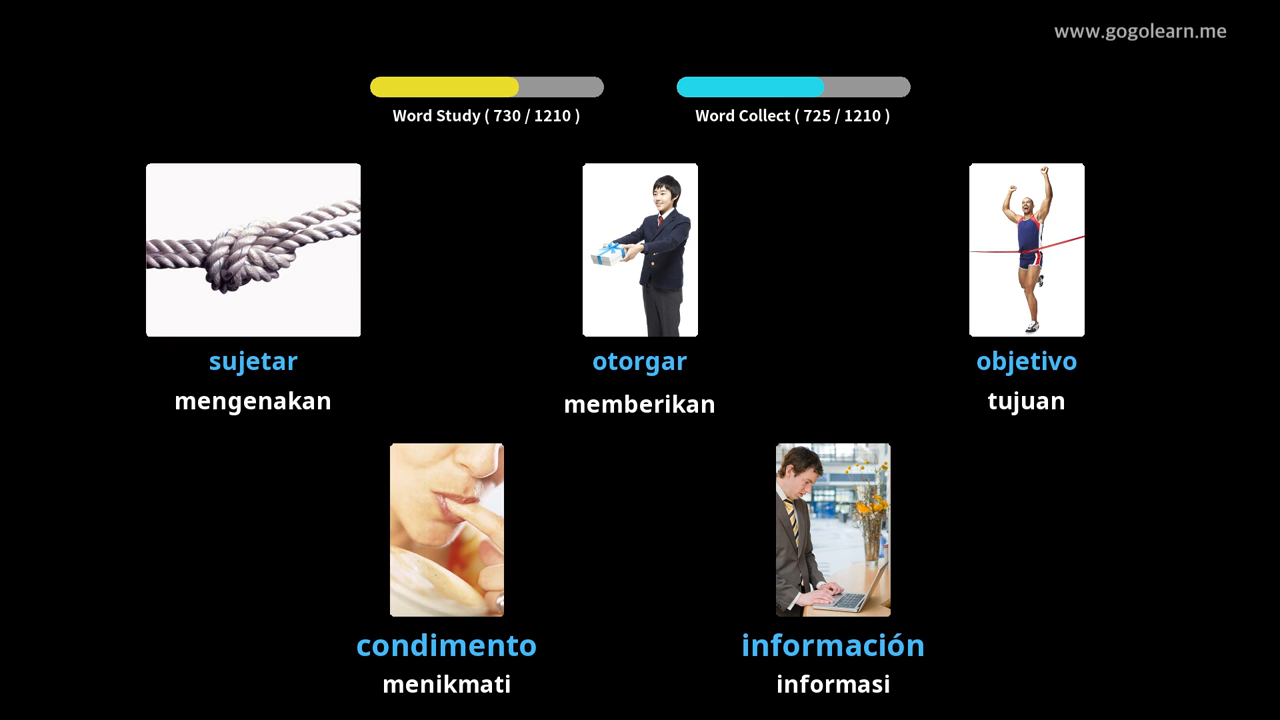 www.gogolearn.me
Word Study ( 730 / 1210 )
Word Collect ( 725 / 1210 )
sujetar
mengenakan
otorgar
memberikan
objetivo
tujuan
condimento
menikmati
información
informasi